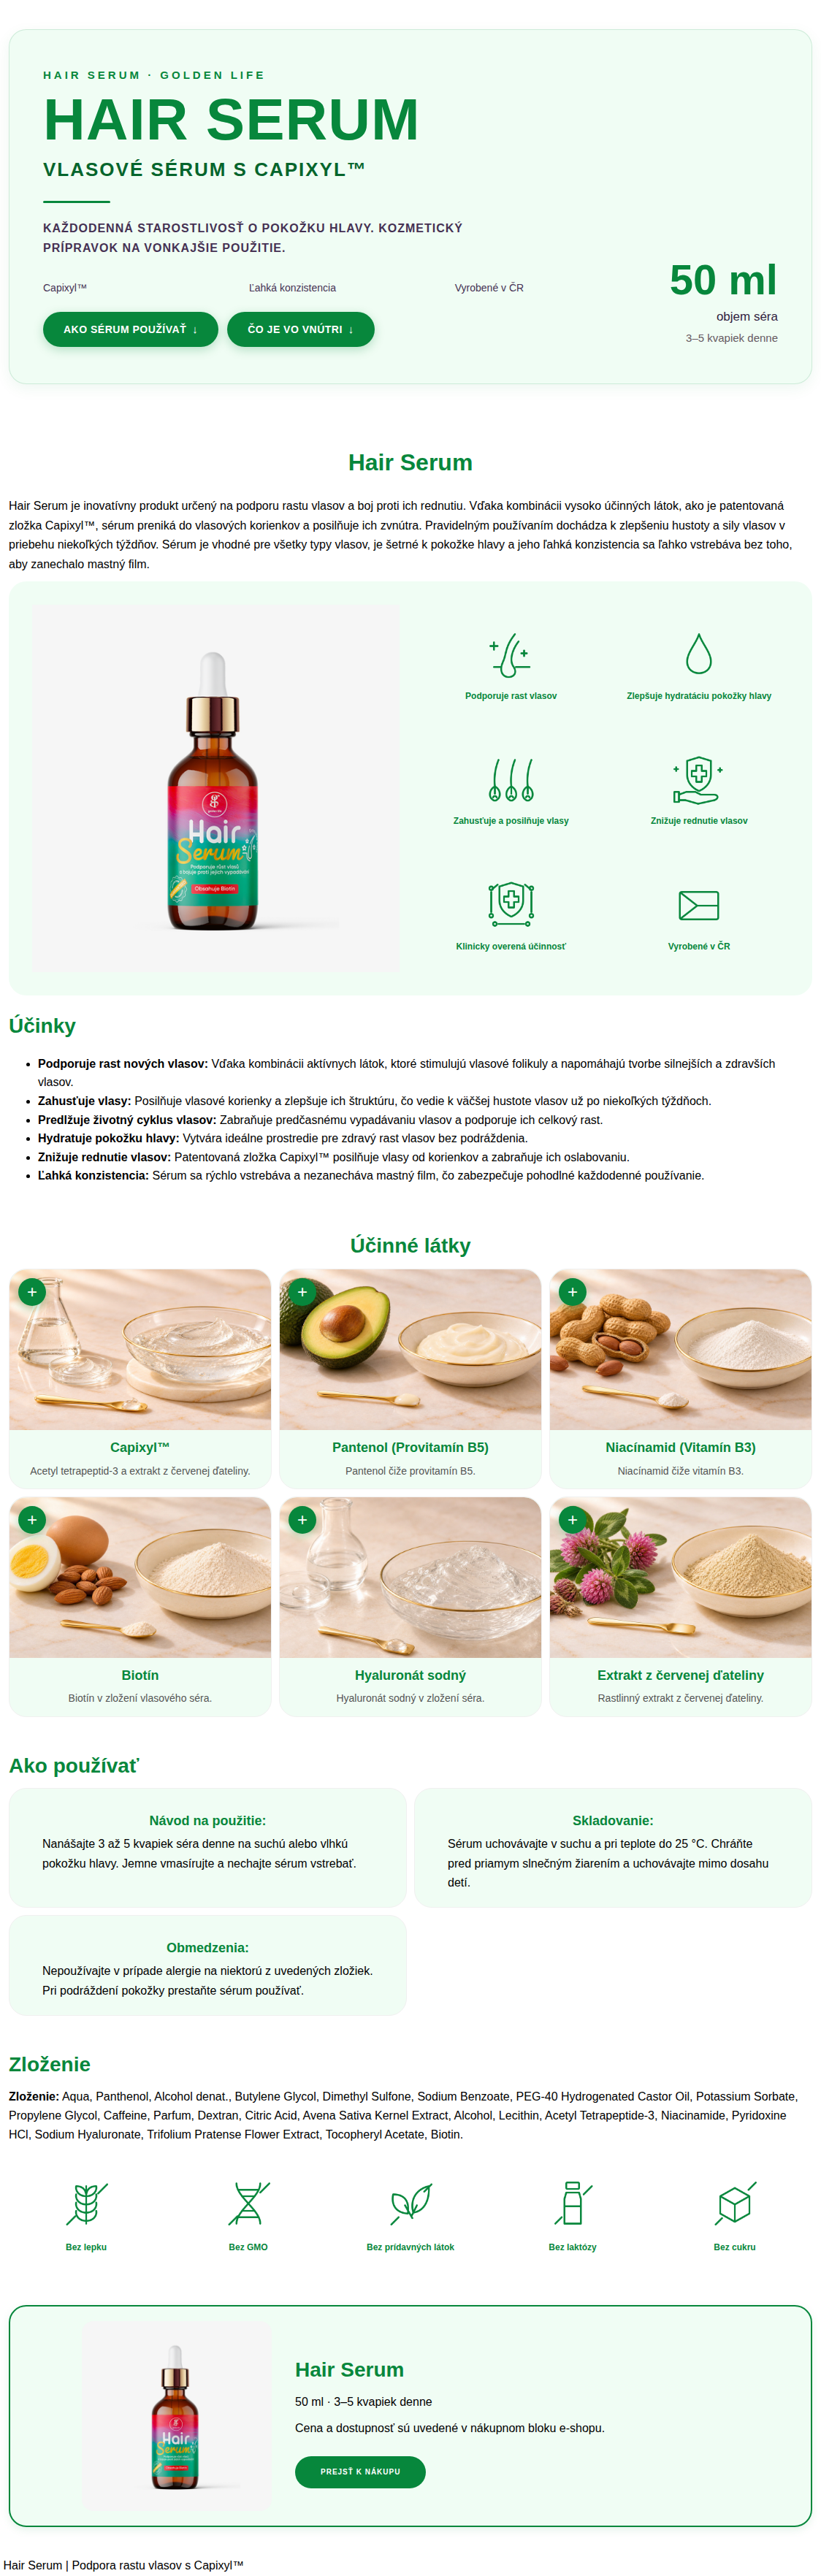 HAIR SERUM · GOLDEN LIFE
HAIR SERUM
VLASOVÉ SÉRUM S CAPIXYL™
KAŽDODENNÁ STAROSTLIVOSŤ O POKOŽKU HLAVY. KOZMETICKÝ
PRÍPRAVOK NA VONKAJŠIE POUŽITIE.
Capixyl™
Ľahká konzistencia
Vyrobené v ČR
AKO SÉRUM POUŽÍVAŤ ↓
ČO JE VO VNÚTRI ↓
50 ml
objem séra
3–5 kvapiek denne
Hair Serum
Hair Serum je inovatívny produkt určený na podporu rastu vlasov a boj proti ich rednutiu. Vďaka kombinácii vysoko účinných látok, ako je patentovaná
zložka Capixyl™, sérum preniká do vlasových korienkov a posilňuje ich zvnútra. Pravidelným používaním dochádza k zlepšeniu hustoty a sily vlasov v
priebehu niekoľkých týždňov. Sérum je vhodné pre všetky typy vlasov, je šetrné k pokožke hlavy a jeho ľahká konzistencia sa ľahko vstrebáva bez toho,
aby zanechalo mastný film.
Hair
Serum
Podporuje růst vlasů
Obsahuje Biotin
Podporuje rast vlasov
Zlepšuje hydratáciu pokožky hlavy
Zahusťuje a posilňuje vlasy
Znižuje rednutie vlasov
Klinicky overená účinnosť
Vyrobené v ČR
Účinky
• Podporuje rast nových vlasov: Vďaka kombinácii aktívnych látok, ktoré stimulujú vlasové folikuly a napomáhajú tvorbe silnejších a zdravších
vlasov.
• Zahusťuje vlasy: Posilňuje vlasové korienky a zlepšuje ich štruktúru, čo vedie k väčšej hustote vlasov už po niekoľkých týždňoch.
• Predlžuje životný cyklus vlasov: Zabraňuje predčasnému vypadávaniu vlasov a podporuje ich celkový rast.
• Hydratuje pokožku hlavy: Vytvára ideálne prostredie pre zdravý rast vlasov bez podráždenia.
• Znižuje rednutie vlasov: Patentovaná zložka Capixyl™ posilňuje vlasy od korienkov a zabraňuje ich oslabovaniu.
• Ľahká konzistencia: Sérum sa rýchlo vstrebáva a nezanecháva mastný film, čo zabezpečuje pohodlné každodenné používanie.
Účinné látky
+
+
+
Capixyl™
Acetyl tetrapeptid-3 a extrakt z červenej ďateliny.
Pantenol (Provitamín B5)
Pantenol čiže provitamín B5.
Niacínamid (Vitamín B3)
Niacínamid čiže vitamín B3.
+
+
+
Biotín
Biotín v zložení vlasového séra.
Hyaluronát sodný
Hyaluronát sodný v zložení séra.
Extrakt z červenej ďateliny
Rastlinný extrakt z červenej ďateliny.
Ako používať
Návod na použitie:
Nanášajte 3 až 5 kvapiek séra denne na suchú alebo vlhkú
pokožku hlavy. Jemne vmasírujte a nechajte sérum vstrebať.
Skladovanie:
Sérum uchovávajte v suchu a pri teplote do 25 °C. Chráňte
pred priamym slnečným žiarením a uchovávajte mimo dosahu
detí.
Obmedzenia:
Nepoužívajte v prípade alergie na niektorú z uvedených zložiek.
Pri podráždení pokožky prestaňte sérum používať.
Zloženie
Zloženie: Aqua, Panthenol, Alcohol denat., Butylene Glycol, Dimethyl Sulfone, Sodium Benzoate, PEG-40 Hydrogenated Castor Oil, Potassium Sorbate,
Propylene Glycol, Caffeine, Parfum, Dextran, Citric Acid, Avena Sativa Kernel Extract, Alcohol, Lecithin, Acetyl Tetrapeptide-3, Niacinamide, Pyridoxine
HCl, Sodium Hyaluronate, Trifolium Pratense Flower Extract, Tocopheryl Acetate, Biotin.
Bez lepku
Bez GMO
Bez prídavných látok
Bez laktózy
Bez cukru
Hair
Serum
Hair Serum
50 ml · 3–5 kvapiek denne
Cena a dostupnosť sú uvedené v nákupnom bloku e-shopu.
PREJSŤ K NÁKUPU
Hair Serum | Podpora rastu vlasov s Capixyl™